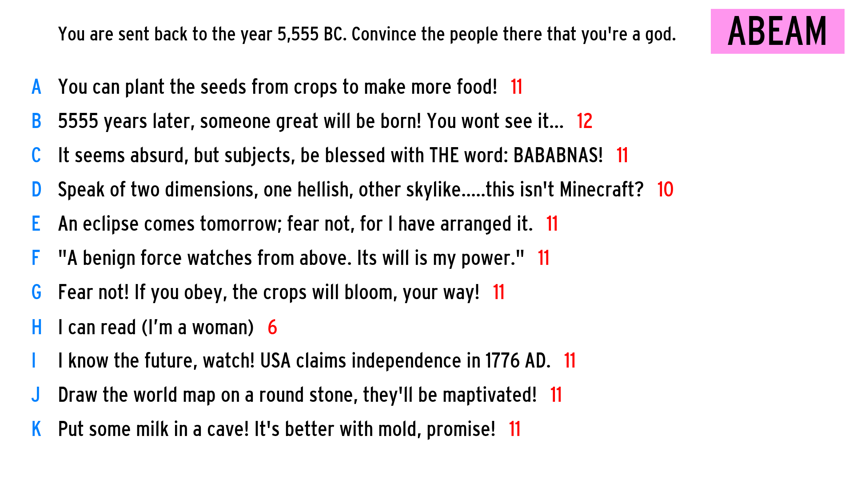 You are sent back to the year 5,555 BC. Convince the people there that you're a god.
ABEAM
A You can plant the seeds from crops to make more food! 11
B 5555 years later, someone great will be born! You wont see it... 12
C It seems absurd, but subjects, be blessed with THE word: BABABNAS! 11
D Speak of two dimensions, one hellish, other skylike.....this isn't Minecraft? 10
E An eclipse comes tomorrow; fear not, for I have arranged it. 11
F "A benign force watches from above. Its will is my power." 11
G Fear not! If you obey, the crops will bloom, your way! 11
H I can read (I’m a woman) 6
I I know the future, watch! USA claims independence in 1776 AD. 11
J Draw the world map on a round stone, they'll be maptivated! 11
K Put some milk in a cave! It's better with mold, promise! 11